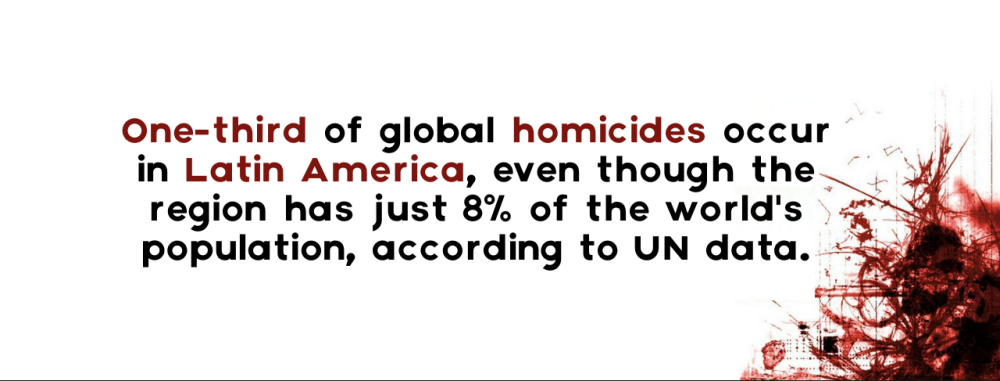 One-third of global homicides occur
in Latin America, even though the
region has just 8% of the world's
population, according to UN data.